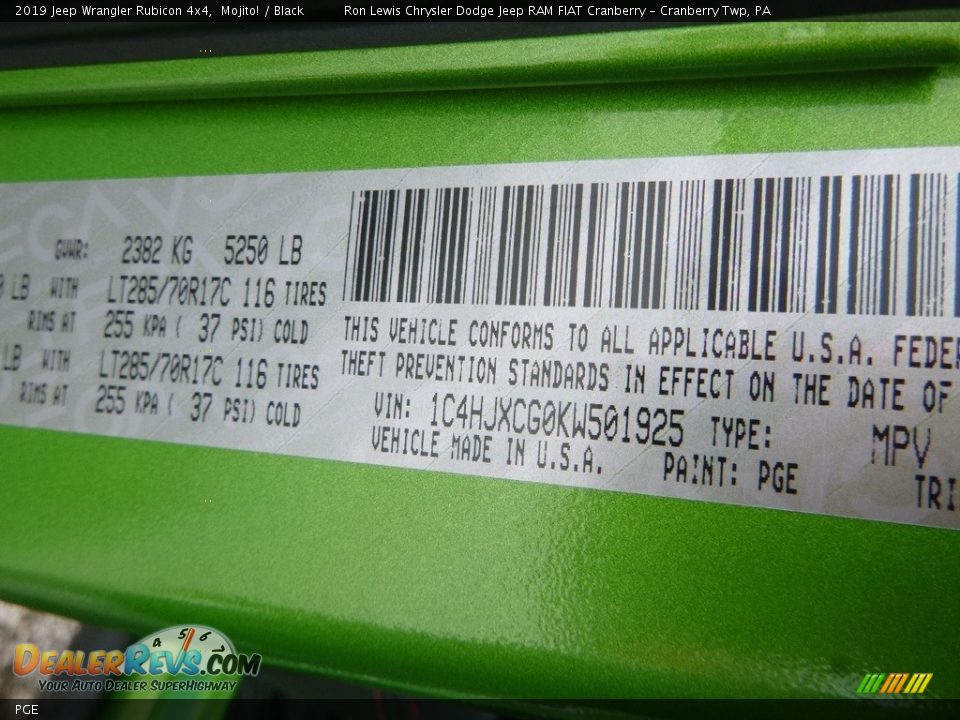 2019 Jeep Wrangler Rubicon 4x4, Mojito! / Black Ron Lewis Chrysler Dodge Jeep RAM FIAT Cranberry - Cranberry Twp, PA
GVWR: 2382 KG 5250 LB
LB WITH LT285/70R17C 116 TIRES
RIMS AT 255 KPA ( 37 PSI) COLD
LB WITH LT285/70R17C 116 TIRES
RIMS AT 255 KPA ( 37 PSI) COLD
THIS VEHICLE CONFORMS TO ALL APPLICABLE U.S.A. FEDER
THEFT PREVENTION STANDARDS IN EFFECT ON THE DATE OF
VIN: 1C4HJXCG0KW501925 TYPE: MPV
VEHICLE MADE IN U.S.A. PAINT: PGE TRI
4 5 6
DEALERREVS.COM
YOUR AUTO DEALER SUPERHIGHWAY
PGE